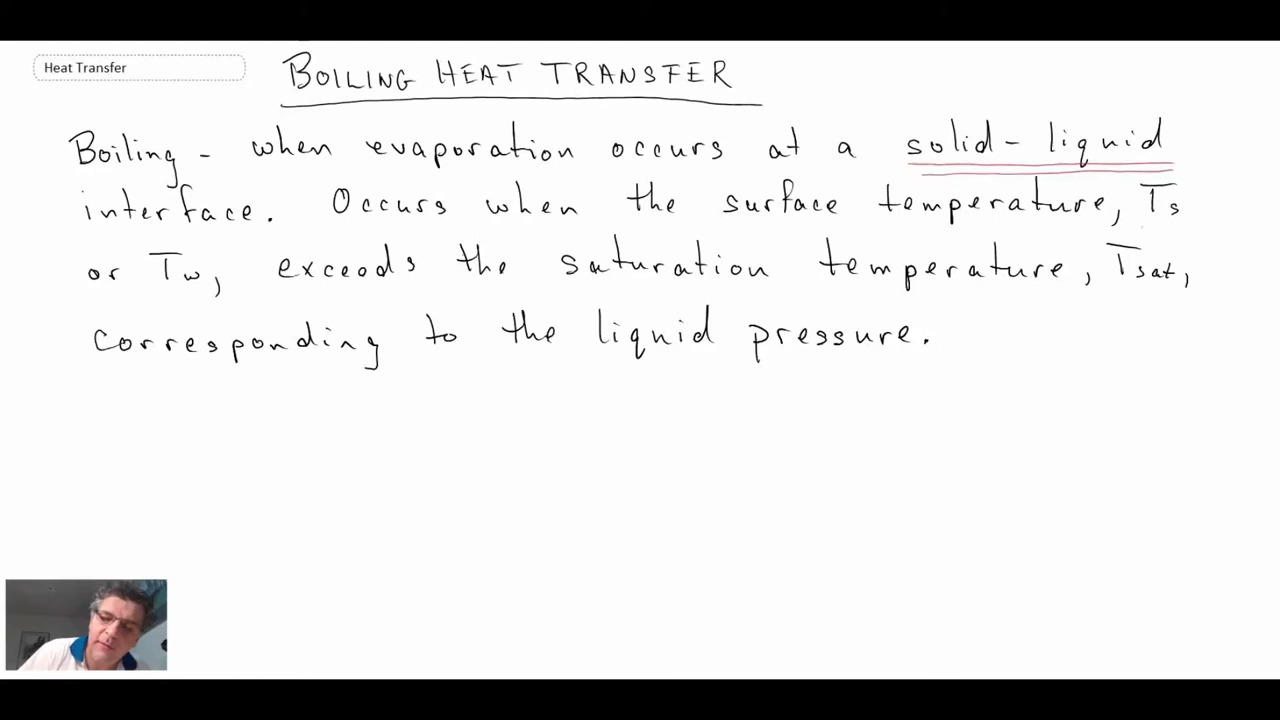 Heat Transfer
BOILING HEAT TRANSFER
Boiling - when evaporation occurs at a solid-liquid
interface. Occurs when the surface temperature, Ts
or Tw, exceeds the saturation temperature, Tsat,
corresponding to the liquid pressure.